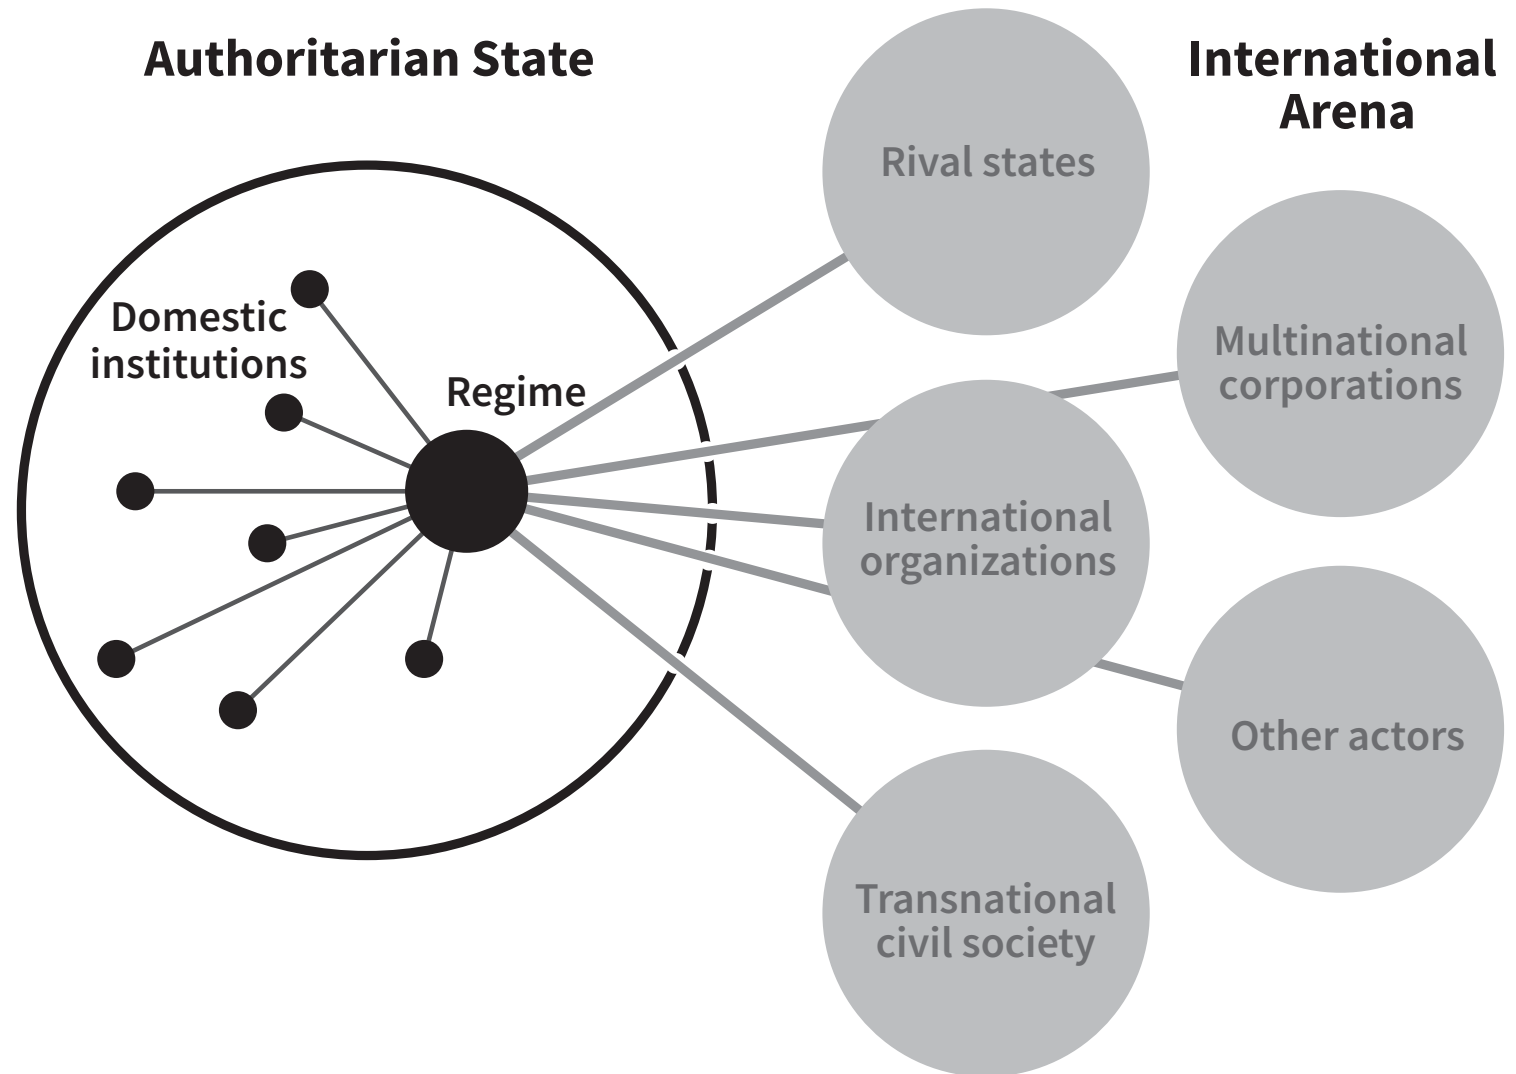 Authoritarian State
International
Arena
Rival states
Domestic
institutions
Regime
Multinational
corporations
International
organizations
Other actors
Transnational
civil society